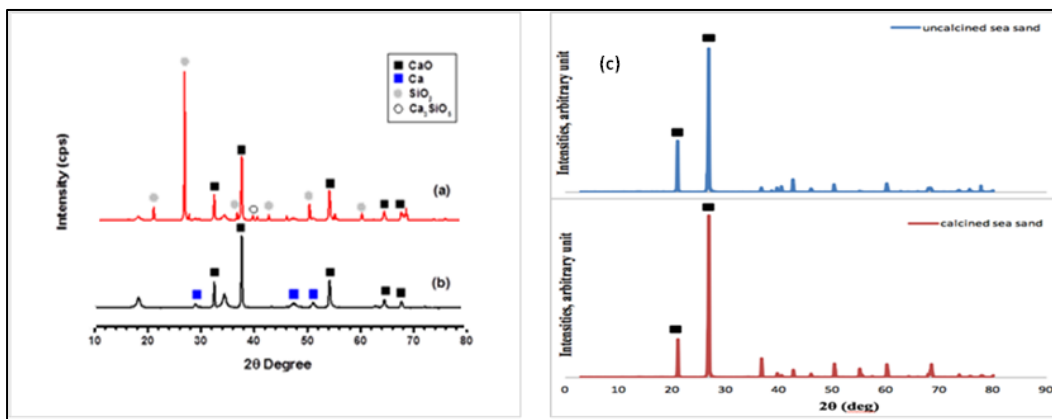 CaO
Ca
SiO2
Ca3SiO5
Intensity (cps)
(a)
(b)
10 20 30 40 50 60 70 80
2θ Degree
(c)
uncalcined sea sand
Intensities, arbitrary unit
calcined sea sand
Intensities, arbitrary unit
0 10 21 30 40 50 60 70 80 90
2θ (deg)